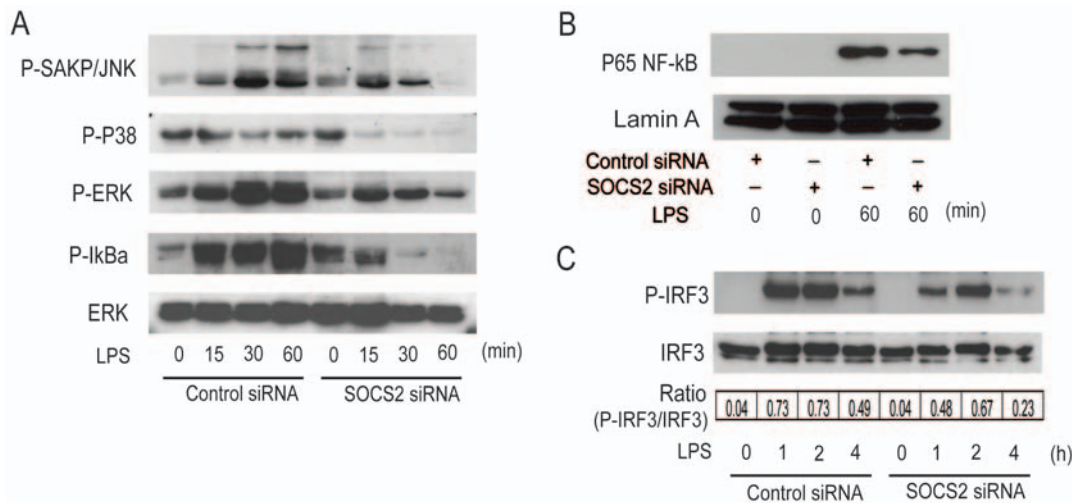 A
P-SAKP/JNK
P-P38
P-ERK
P-IkBa
ERK
LPS 0 15 30 60 0 15 30 60 (min)
Control siRNA SOCS2 siRNA
B
P65 NF-kB
Lamin A
Control siRNA + – + –
SOCS2 siRNA – + – +
LPS 0 0 60 60 (min)
C
P-IRF3
IRF3
Ratio
(P-IRF3/IRF3) 0.04 0.73 0.73 0.49 0.04 0.48 0.67 0.23
LPS 0 1 2 4 0 1 2 4 (h)
Control siRNA SOCS2 siRNA